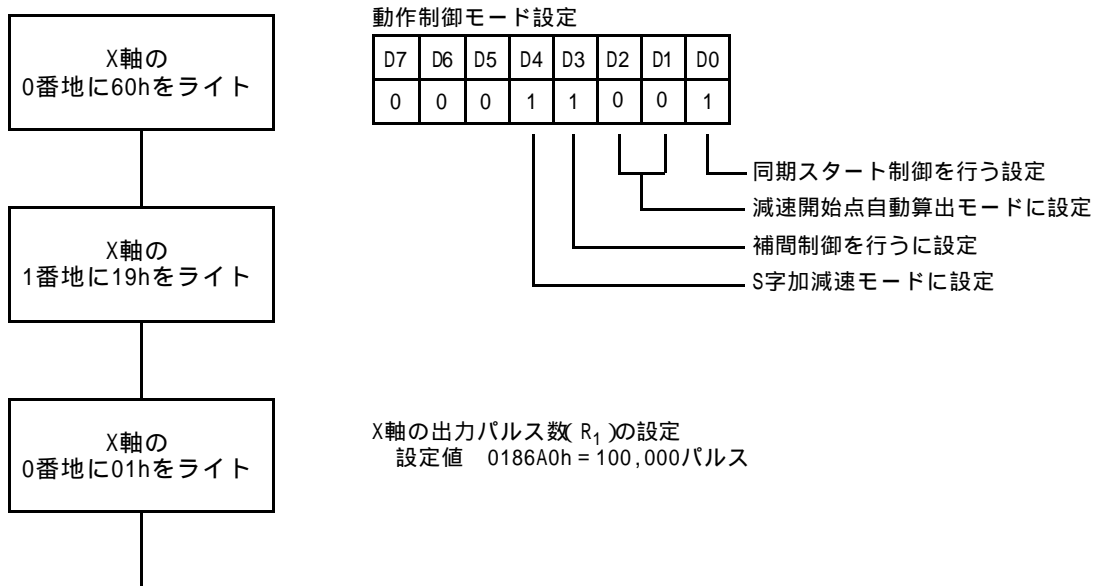 X軸の
0番地に60hをライト
動作制御モード設定
D7 D6 D5 D4 D3 D2 D1 D0
0 0 0 1 1 0 0 1
同期スタート制御を行う設定
減速開始点自動算出モードに設定
補間制御を行うに設定
S字加減速モードに設定
X軸の
1番地に19hをライト
X軸の
0番地に01hをライト
X軸の出力パルス数( R1 )の設定
設定値 0186A0h = 100,000パルス